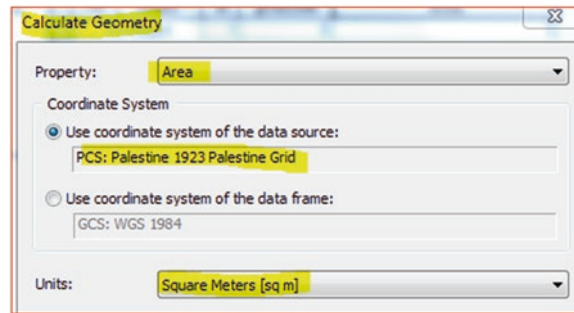 Calculate Geometry
Property: Area
Coordinate System
Use coordinate system of the data source:
PCS: Palestine 1923 Palestine Grid
Use coordinate system of the data frame:
GCS: WGS 1984
Units: Square Meters [sq m]